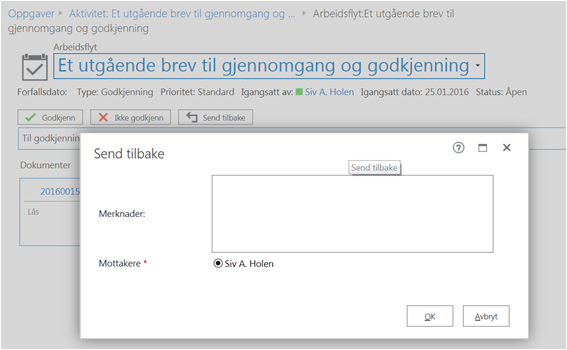 Oppgaver ▸ Aktivitet: Et utgående brev til gjennomgang og ... ▸ Arbeidsflyt:Et utgående brev til
gjennomgang og godkjenning
Arbeidsflyt
Et utgående brev til gjennomgang og godkjenning
Forfallsdato: Type: Godkjenning Prioritet: Standard Igangsatt av: Siv A. Holen Igangsatt dato: 25.01.2016 Status: Åpen
Godkjenn Ikke godkjenn Send tilbake
Til godkjennin
Dokumenter
20160015
Lås
Send tilbake
Send tilbake
Merknader:
Mottakere * Siv A. Holen
OK Avbryt